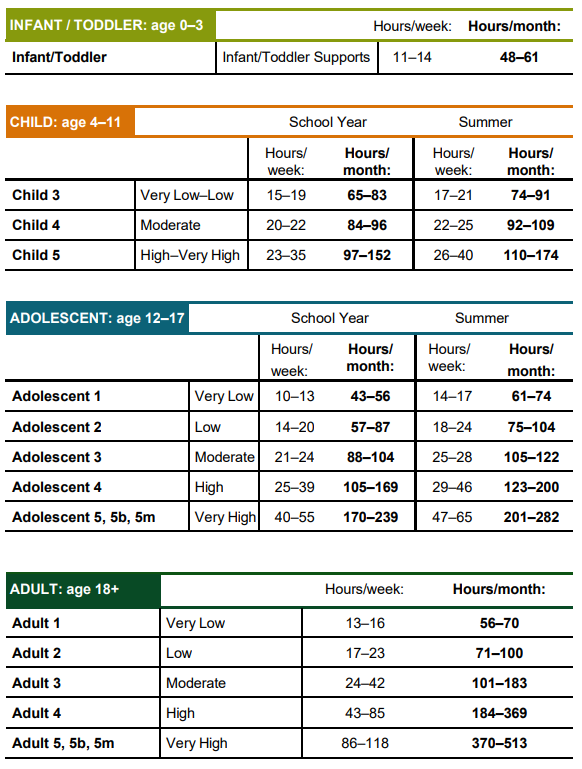 INFANT / TODDLER: age 0–3 Hours/week: Hours/month:
Infant/Toddler Infant/Toddler Supports 11–14 48–61
CHILD: age 4–11 School Year Summer
Hours/ Hours/ Hours/ Hours/
week: month: week: month:
Child 3 Very Low–Low 15–19 65–83 17–21 74–91
Child 4 Moderate 20–22 84–96 22–25 92–109
Child 5 High–Very High 23–35 97–152 26–40 110–174
ADOLESCENT: age 12–17 School Year Summer
Hours/ Hours/ Hours/ Hours/
week: month: week: month:
Adolescent 1 Very Low 10–13 43–56 14–17 61–74
Adolescent 2 Low 14–20 57–87 18–24 75–104
Adolescent 3 Moderate 21–24 88–104 25–28 105–122
Adolescent 4 High 25–39 105–169 29–46 123–200
Adolescent 5, 5b, 5m Very High 40–55 170–239 47–65 201–282
ADULT: age 18+ Hours/week: Hours/month:
Adult 1 Very Low 13–16 56–70
Adult 2 Low 17–23 71–100
Adult 3 Moderate 24–42 101–183
Adult 4 High 43–85 184–369
Adult 5, 5b, 5m Very High 86–118 370–513